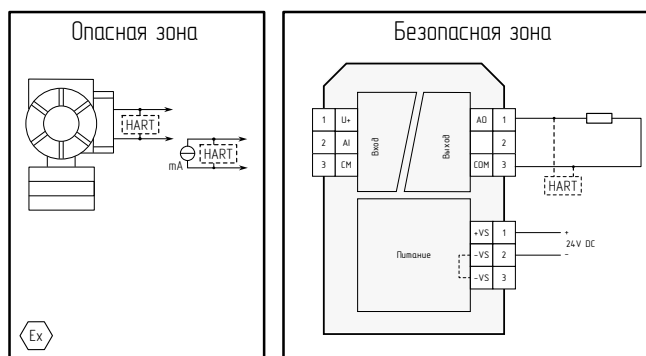 Опасная зона
HART
mA
HART
Ex
Безопасная зона
1 U+
2 AI
3 CM
Вход
Выход
AO 1
2
COM 3
HART
Питание
+VS 1
-VS 2
-VS 3
+
24V DC
-